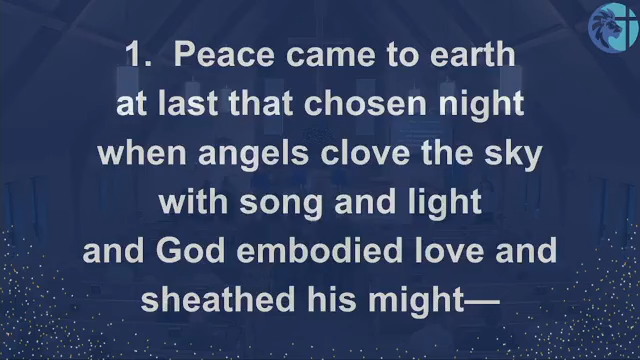 1. Peace came to earth
at last that chosen night
when angels clove the sky
with song and light
and God embodied love and
sheathed his might—